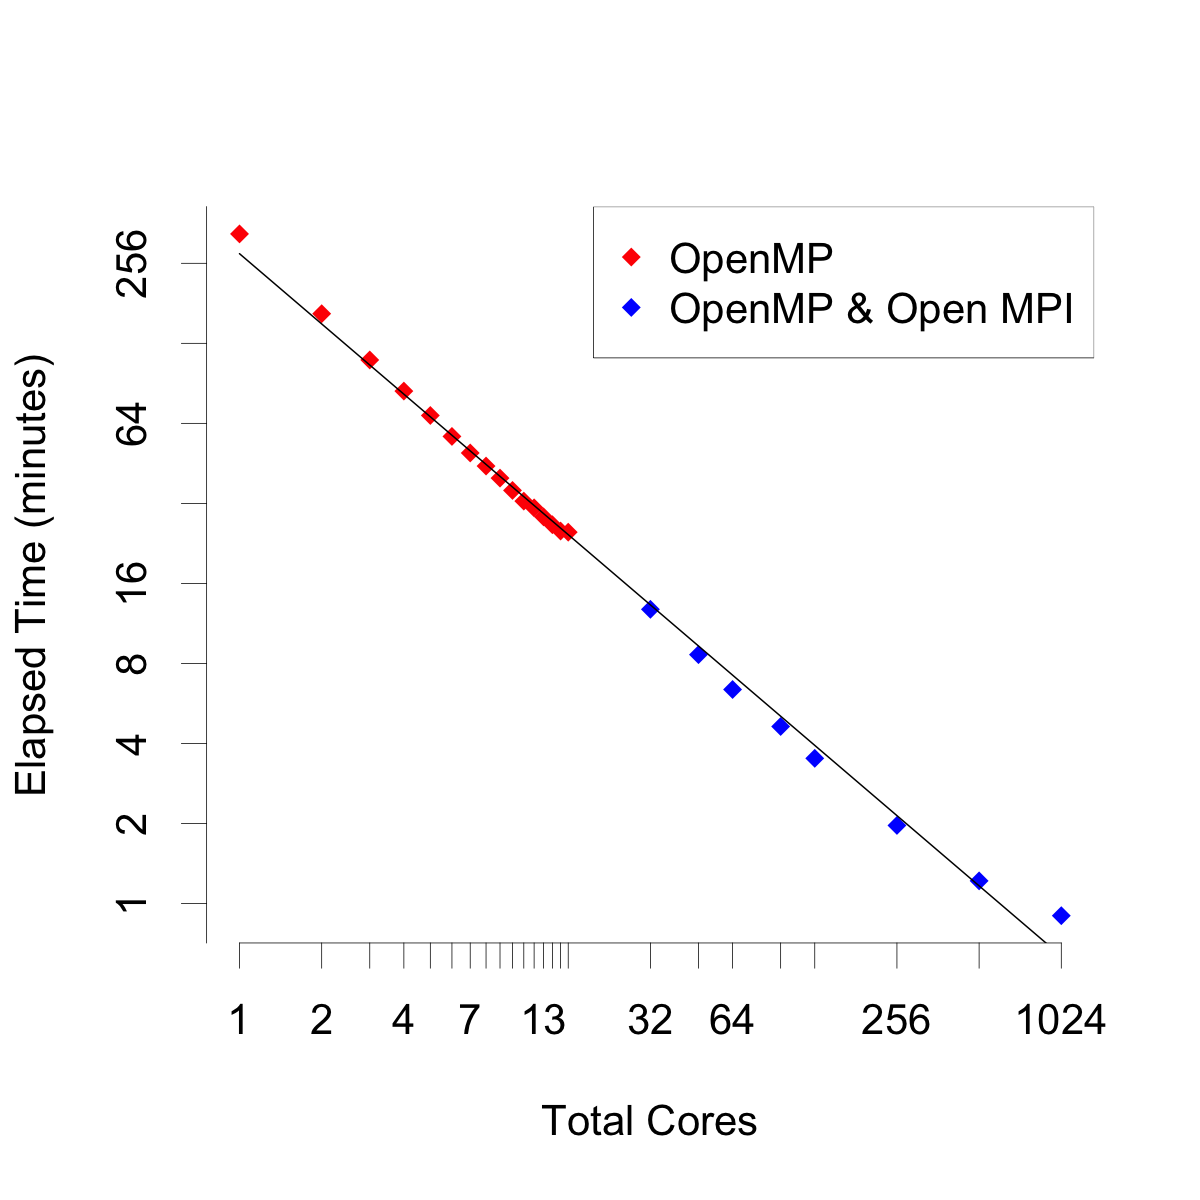 OpenMP
OpenMP & Open MPI
Elapsed Time (minutes)
256
64
16
8
4
2
1
1 2 4 7 13 32 64 256 1024
Total Cores